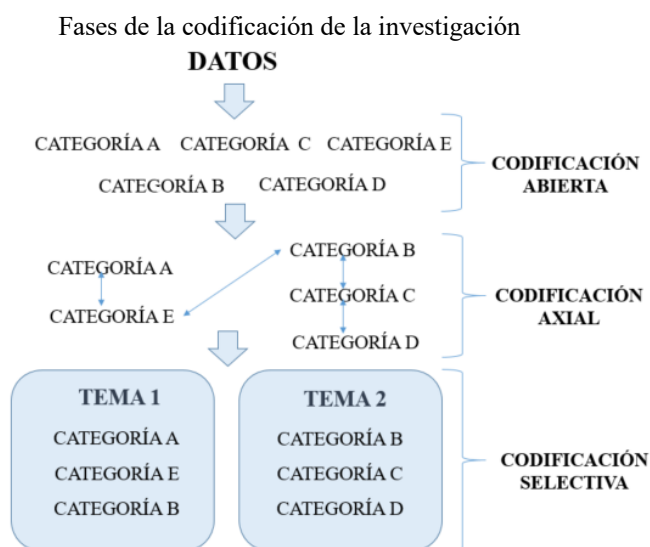 Fases de la codificación de la investigación
DATOS
CATEGORÍA A CATEGORÍA C CATEGORÍA E
CATEGORÍA B CATEGORÍA D
CODIFICACIÓN
ABIERTA
CATEGORÍA A
CATEGORÍA E
CATEGORÍA B
CATEGORÍA C
CATEGORÍA D
CODIFICACIÓN
AXIAL
TEMA 1
CATEGORÍA A
CATEGORÍA E
CATEGORÍA B
TEMA 2
CATEGORÍA B
CATEGORÍA C
CATEGORÍA D
CODIFICACIÓN
SELECTIVA